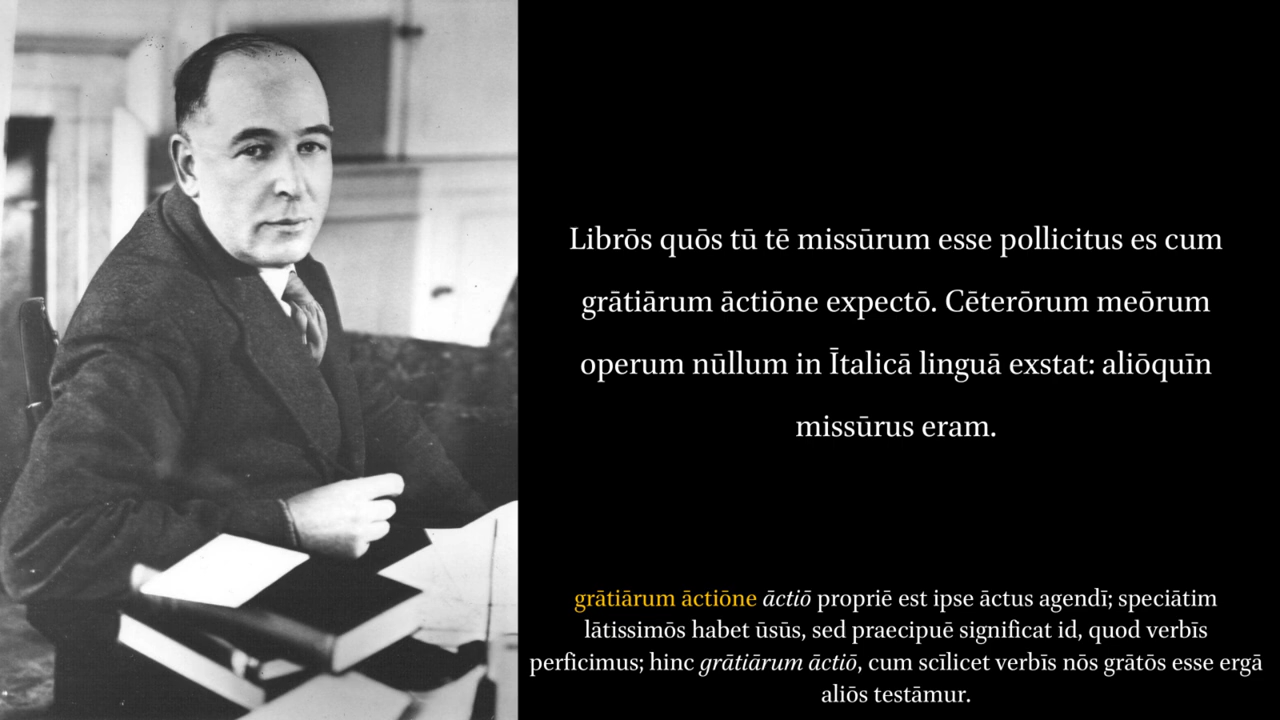 Librōs quōs tū tē missūrum esse pollicitus es cum
grātiārum āctiōne expectō. Cēterōrum meōrum
operum nūllum in Ītalicā linguā exstat: aliōquīn
missūrus eram.
grātiārum āctiōne āctiō propriē est ipse āctus agendī; speciātim
lātissimōs habet ūsūs, sed praecipuē significat id, quod verbīs
perficimus; hinc grātiārum āctiō, cum scīlicet verbīs nōs grātōs esse ergā
aliōs testāmur.